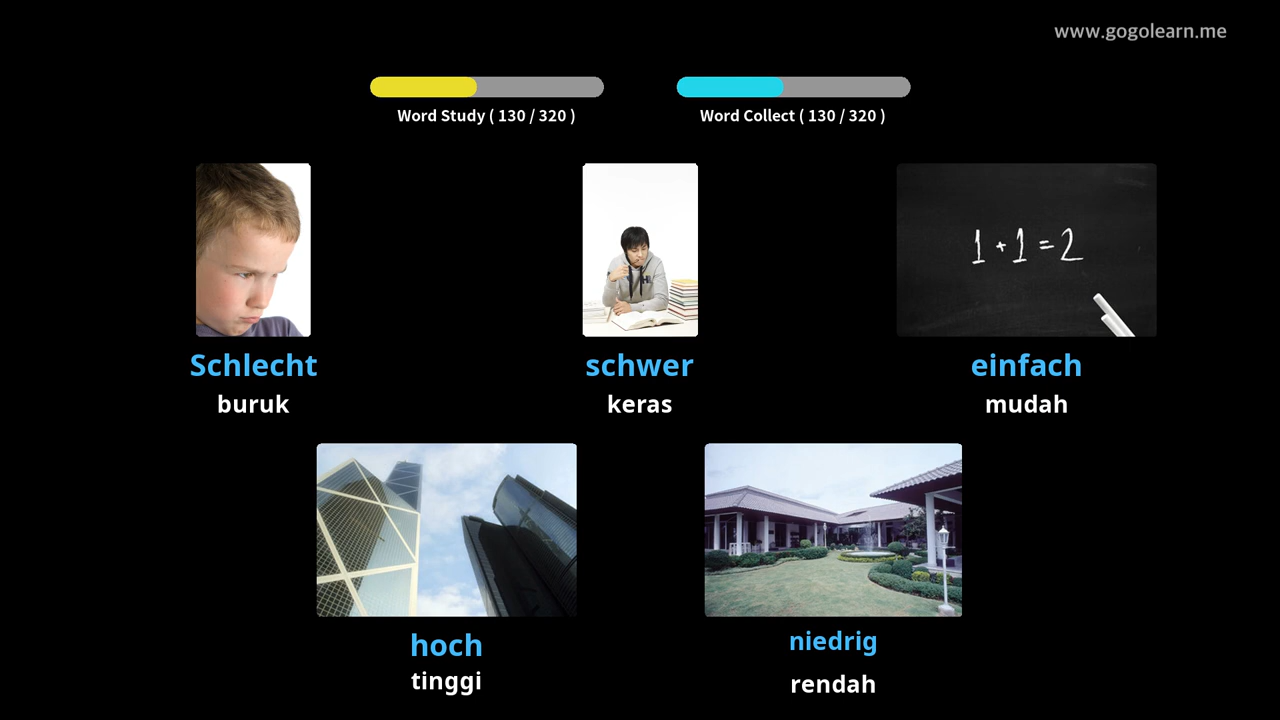 www.gogolearn.me
Word Study ( 130 / 320 )
Word Collect ( 130 / 320 )
1 + 1 = 2
Schlecht
schwer
einfach
buruk
keras
mudah
hoch
niedrig
tinggi
rendah